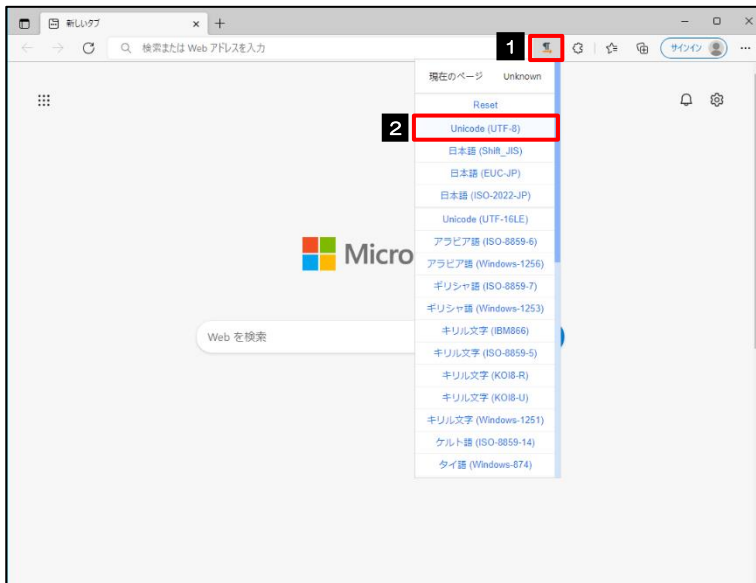 新しいタブ
検索または Web アドレスを入力
1
サインイン
現在のページ Unknown
Reset
2
Unicode (UTF-8)
日本語 (Shift_JIS)
日本語 (EUC-JP)
日本語 (ISO-2022-JP)
Unicode (UTF-16LE)
アラビア語 (ISO-8859-6)
Micro
アラビア語 (Windows-1256)
ギリシャ語 (ISO-8859-7)
ギリシャ語 (Windows-1253)
Web を検索
キリル文字 (IBM866)
キリル文字 (ISO-8859-5)
キリル文字 (KOI8-R)
キリル文字 (KOI8-U)
キリル文字 (Windows-1251)
ケルト語 (ISO-8859-14)
タイ語 (Windows-874)